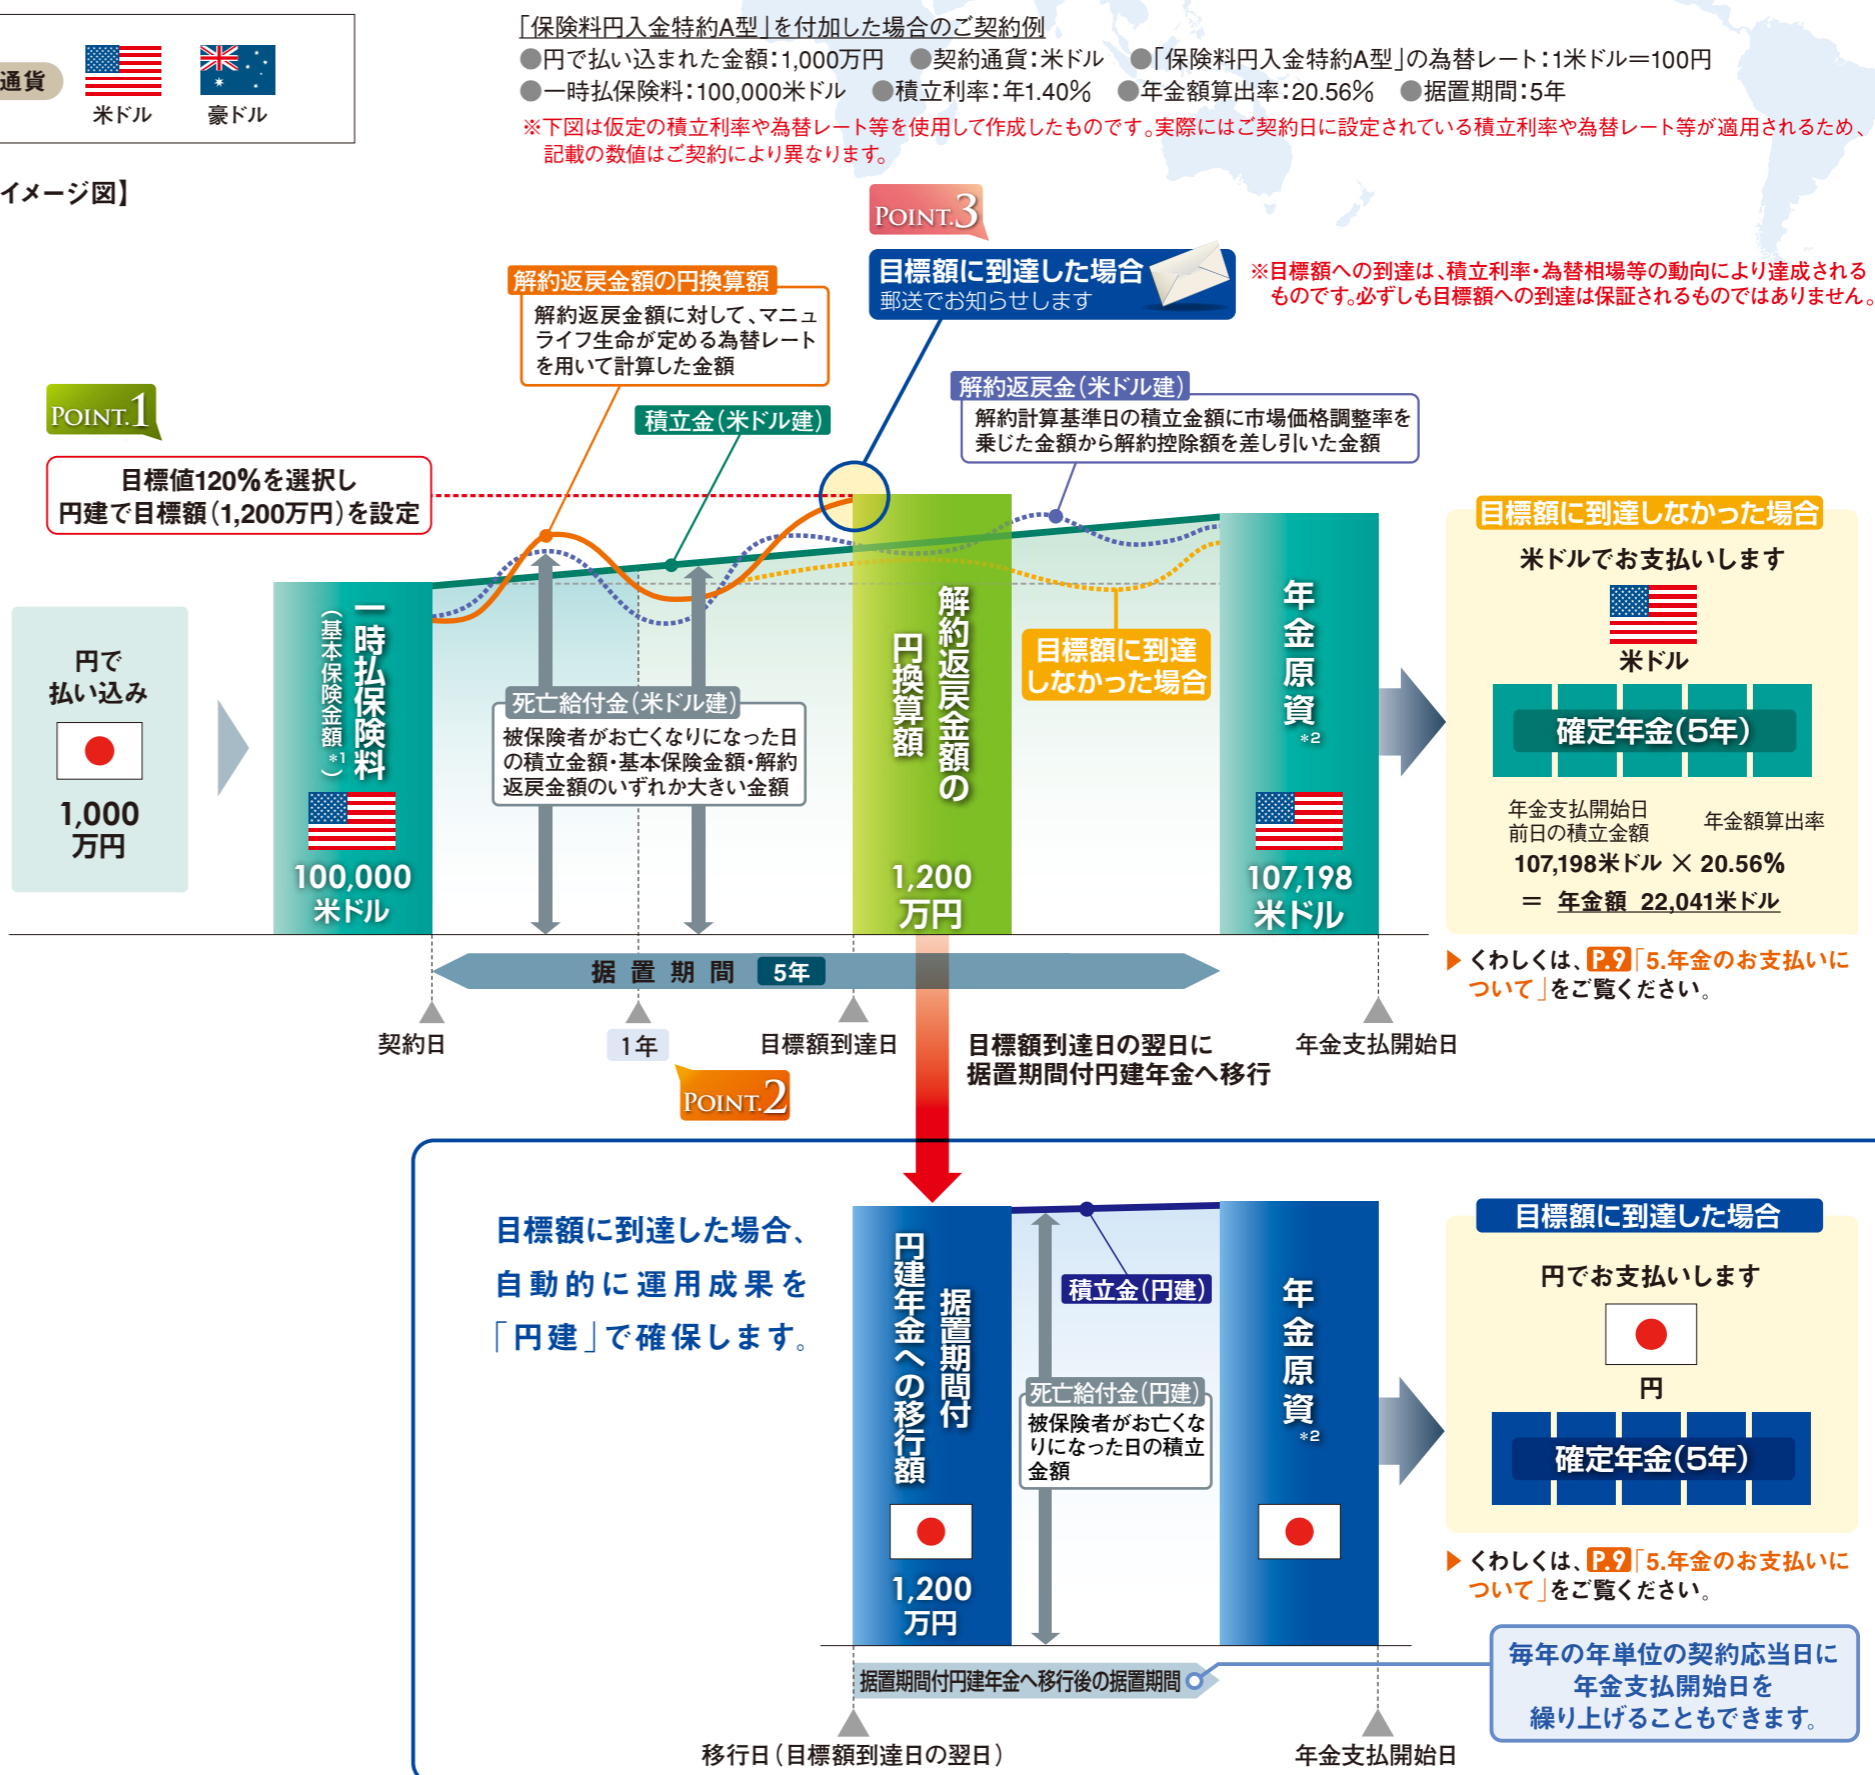 通貨
米ドル
豪ドル
「保険料円入金特約A型」を付加した場合のご契約例
●円で払い込まれた金額：1,000万円 ●契約通貨：米ドル ●「保険料円入金特約A型」の為替レート：1米ドル＝100円
●一時払保険料：100,000米ドル ●積立利率：年1.40％ ●年金額算出率：20.56％ ●据置期間：5年
※下図は仮定の積立利率や為替レート等を使用して作成したものです。実際にはご契約日に設定されている積立利率や為替レート等が適用されるため、
記載の数値はご契約により異なります。
イメージ図】
POINT.3
目標額に到達した場合
郵送でお知らせします
※目標額への到達は、積立利率・為替相場等の動向により達成される
ものです。必ずしも目標額への到達は保証されるものではありません。
解約返戻金額の円換算額
解約返戻金額に対して、マニュ
ライフ生命が定める為替レート
を用いて計算した金額
積立金（米ドル建）
解約返戻金（米ドル建）
解約計算基準日の積立金額に市場価格調整率を
乗じた金額から解約控除額を差し引いた金額
POINT.1
目標値120％を選択し
円建で目標額（1,200万円）を設定
円で
払い込み
1,000
万円
一時払保険料
（基本保険金額*1）
100,000
米ドル
死亡給付金（米ドル建）
被保険者がお亡くなりになった日
の積立金額・基本保険金額・解約
返戻金額のいずれか大きい金額
解約返戻金額の
円換算額
1,200
万円
目標額に到達
しなかった場合
年金原資*2
107,198
米ドル
目標額に到達しなかった場合
米ドルでお支払いします
米ドル
確定年金（5年）
年金支払開始日
前日の積立金額
年金額算出率
107,198米ドル × 20.56％
＝ 年金額 22,041米ドル
▶ くわしくは、P.9「5.年金のお支払いに
ついて」をご覧ください。
据置期間 5年
契約日
1年
目標額到達日
年金支払開始日
POINT.2
目標額到達日の翌日に
据置期間付円建年金へ移行
目標額に到達した場合、
自動的に運用成果を
「円建」で確保します。
据置期間付
円建年金への移行額
1,200
万円
積立金（円建）
死亡給付金（円建）
被保険者がお亡くな
りになった日の積立
金額
年金原資*2
目標額に到達した場合
円でお支払いします
円
確定年金（5年）
▶ くわしくは、P.9「5.年金のお支払いに
ついて」をご覧ください。
据置期間付円建年金へ移行後の据置期間
毎年の年単位の契約応当日に
年金支払開始日を
繰り上げることもできます。
移行日（目標額到達日の翌日）
年金支払開始日